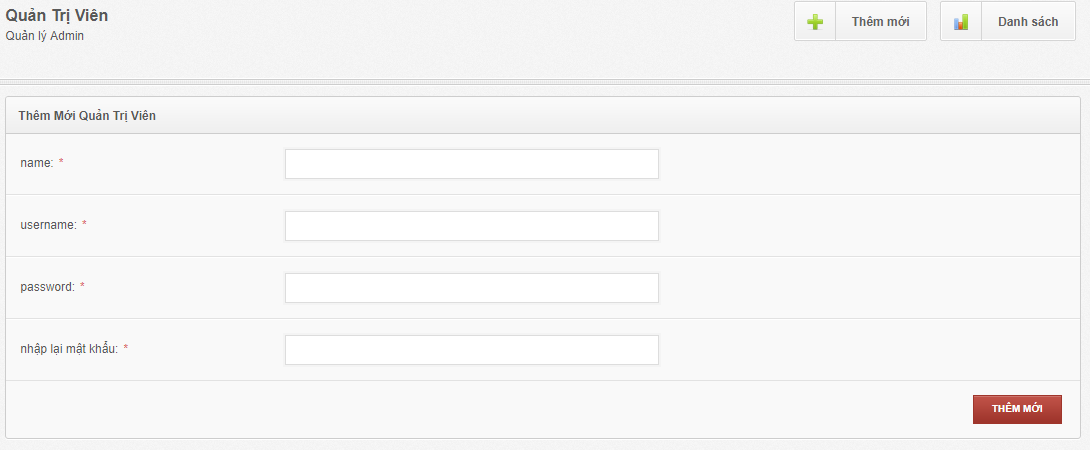 Quản Trị Viên
Quản lý Admin
Thêm mới
Danh sách
Thêm Mới Quản Trị Viên
name: *
username: *
password: *
nhập lại mật khẩu: *
THÊM MỚI